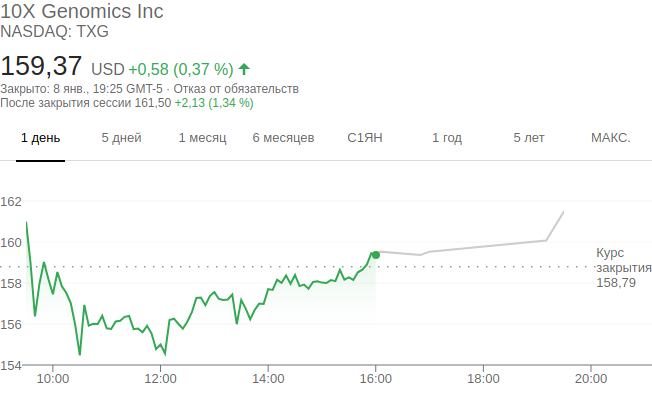 10X Genomics Inc
NASDAQ: TXG
159,37 USD +0,58 (0,37 %)
Закрыто: 8 янв., 19:25 GMT-5 · Отказ от обязательств
После закрытия сессии 161,50 +2,13 (1,34 %)
1 день 5 дней 1 месяц 6 месяцев С1ЯН 1 год 5 лет МАКС.
162
160
158
156
154
Курс
закрытия
158,79
10:00 12:00 14:00 16:00 18:00 20:00